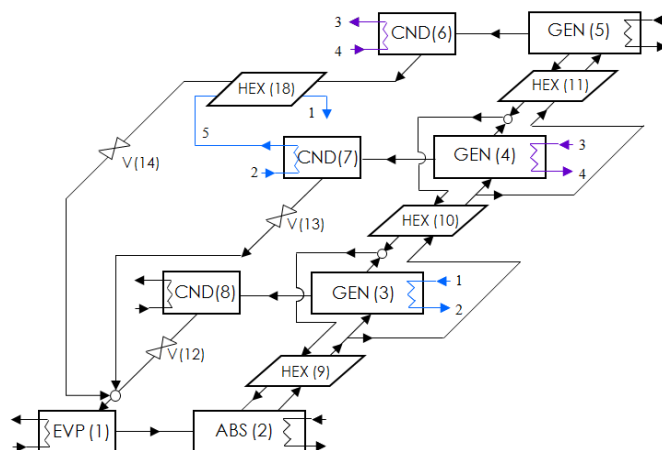 3
CND(6)
GEN (5)
4
HEX (11)
HEX (18)
1
5
V(14)
CND(7)
2
GEN (4)
3
4
V(13)
HEX (10)
CND(8)
GEN (3)
1
2
V(12)
HEX (9)
EVP (1)
ABS (2)